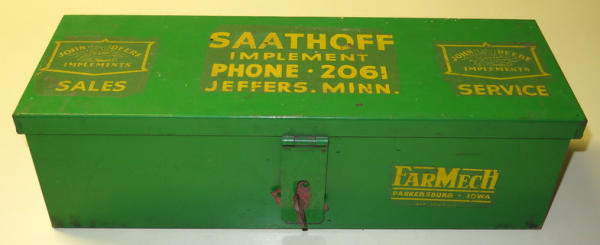 JOHN DEERE
IMPLEMENTS
SALES
SAATHOFF
IMPLEMENT
PHONE · 2061
JEFFERS. MINN.
JOHN DEERE
IMPLEMENTS
SERVICE
FARMECH
PARKERSBURG - IOWA